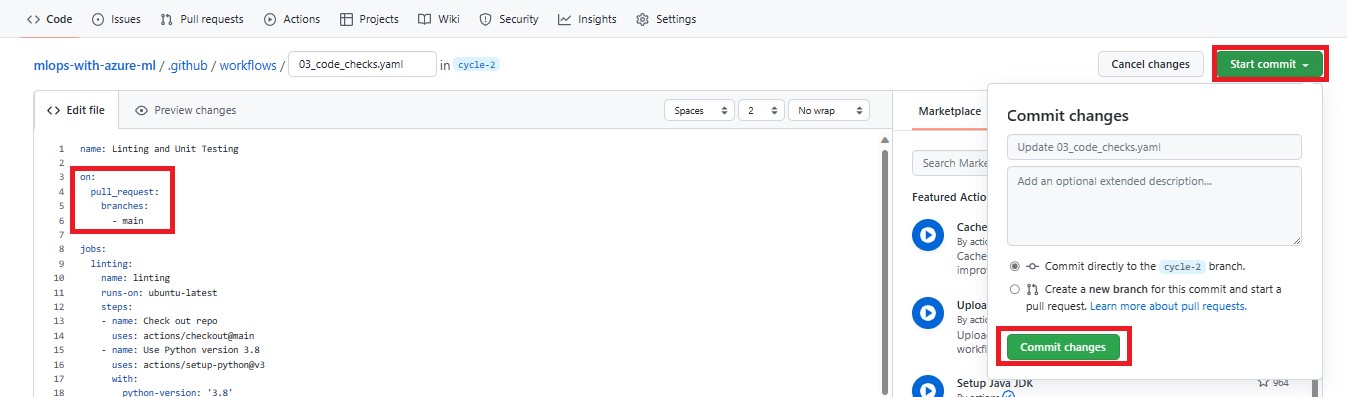 Code Issues Pull requests Actions Projects Wiki Security Insights Settings
mlops-with-azure-ml / .github / workflows / 03_code_checks.yaml in cycle-2
Cancel changes Start commit
Edit file Preview changes
Spaces 2 No wrap
1 name: Linting and Unit Testing
2
3 on:
4 pull_request:
5 branches:
6 - main
7
8 jobs:
9 linting:
10 name: linting
11 runs-on: ubuntu-latest
12 steps:
13 - name: Check out repo
14 uses: actions/checkout@main
15 - name: Use Python version 3.8
16 uses: actions/setup-python@v3
17 with:
18 python-version: '3.8'
Marketplace
Search Marke
Featured Actio
Cache
By actio
Cache
improv
Uploa
By actio
Upload
workfl
Setup Java JDK
964
By actions
Commit changes
Update 03_code_checks.yaml
Add an optional extended description...
Commit directly to the cycle-2 branch.
Create a new branch for this commit and start a
pull request. Learn more about pull requests.
Commit changes